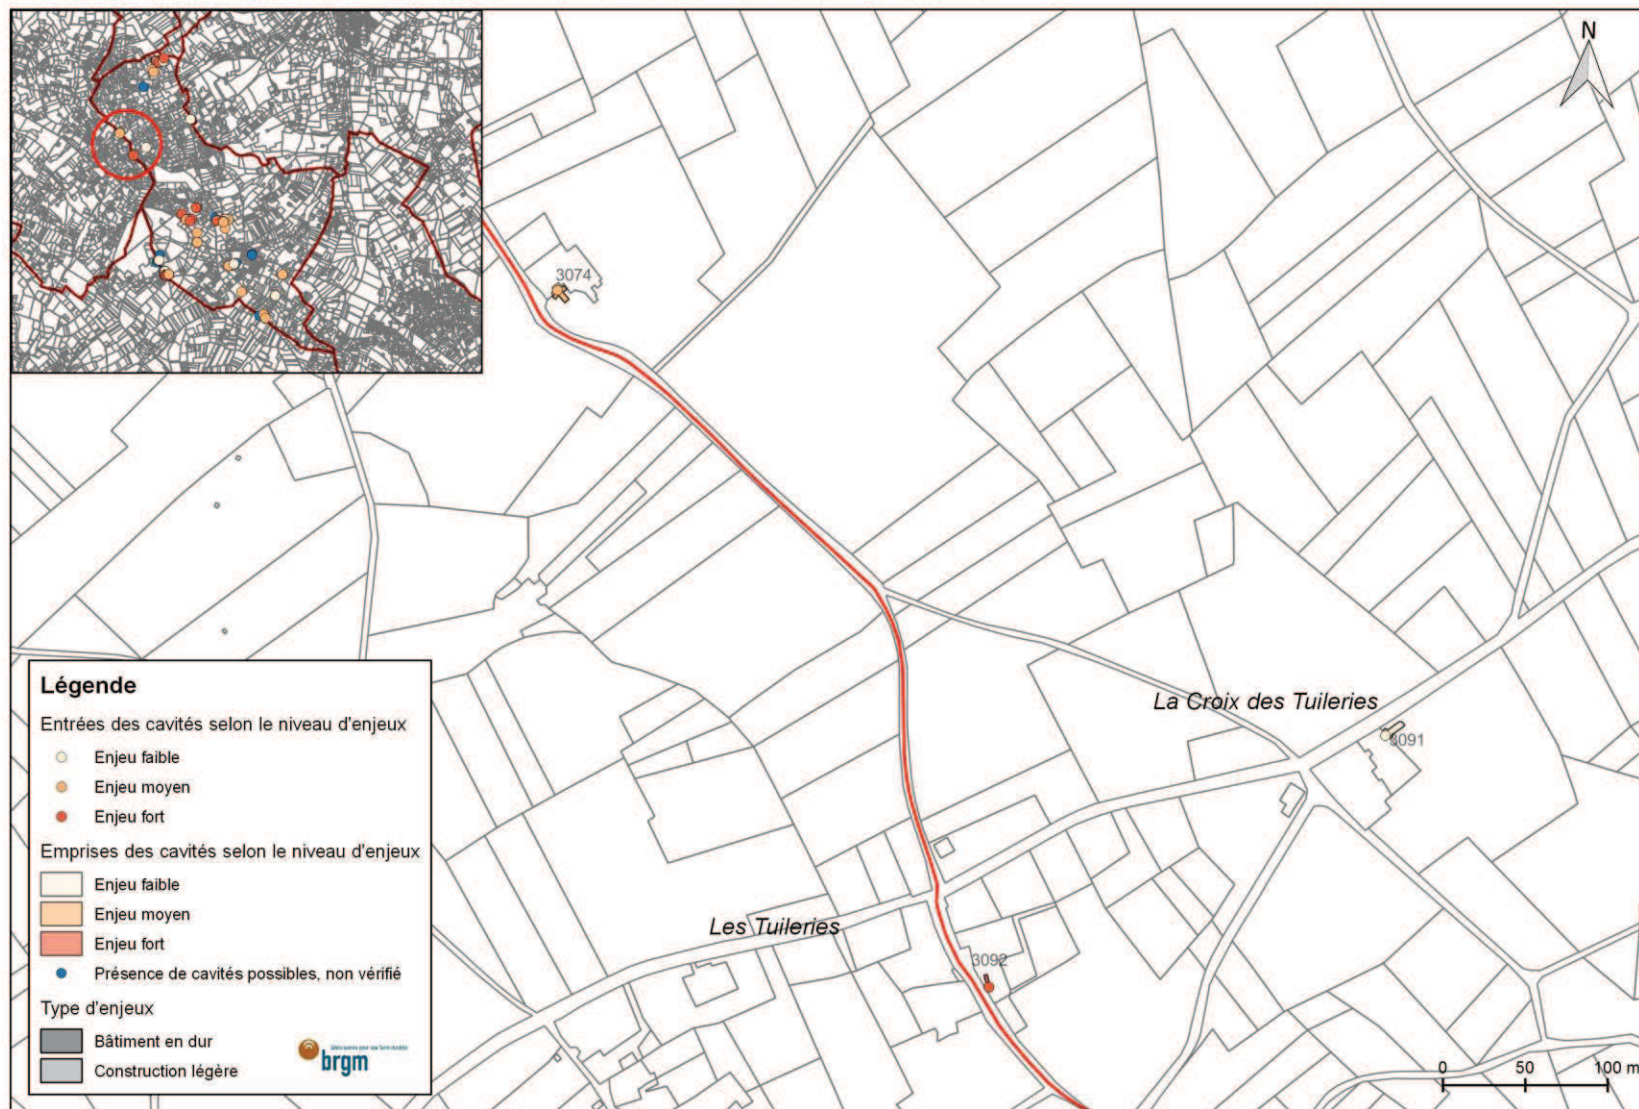 N
3074
La Croix des Tuileries
3091
Les Tuileries
3092
Légende
Entrées des cavités selon le niveau d'enjeux
Enjeu faible
Enjeu moyen
Enjeu fort
Emprises des cavités selon le niveau d'enjeux
Enjeu faible
Enjeu moyen
Enjeu fort
Présence de cavités possibles, non vérifié
Type d'enjeux
Bâtiment en dur
Construction légère
brgm
0 50 100 m